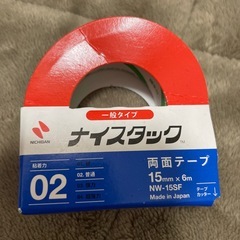 一般タイプ
NICHIBAN
ナイスタック™
粘着力
02
02. 普通
両面テープ
15mm×6m
NW-15SF
Made in Japan
テープ
カッター